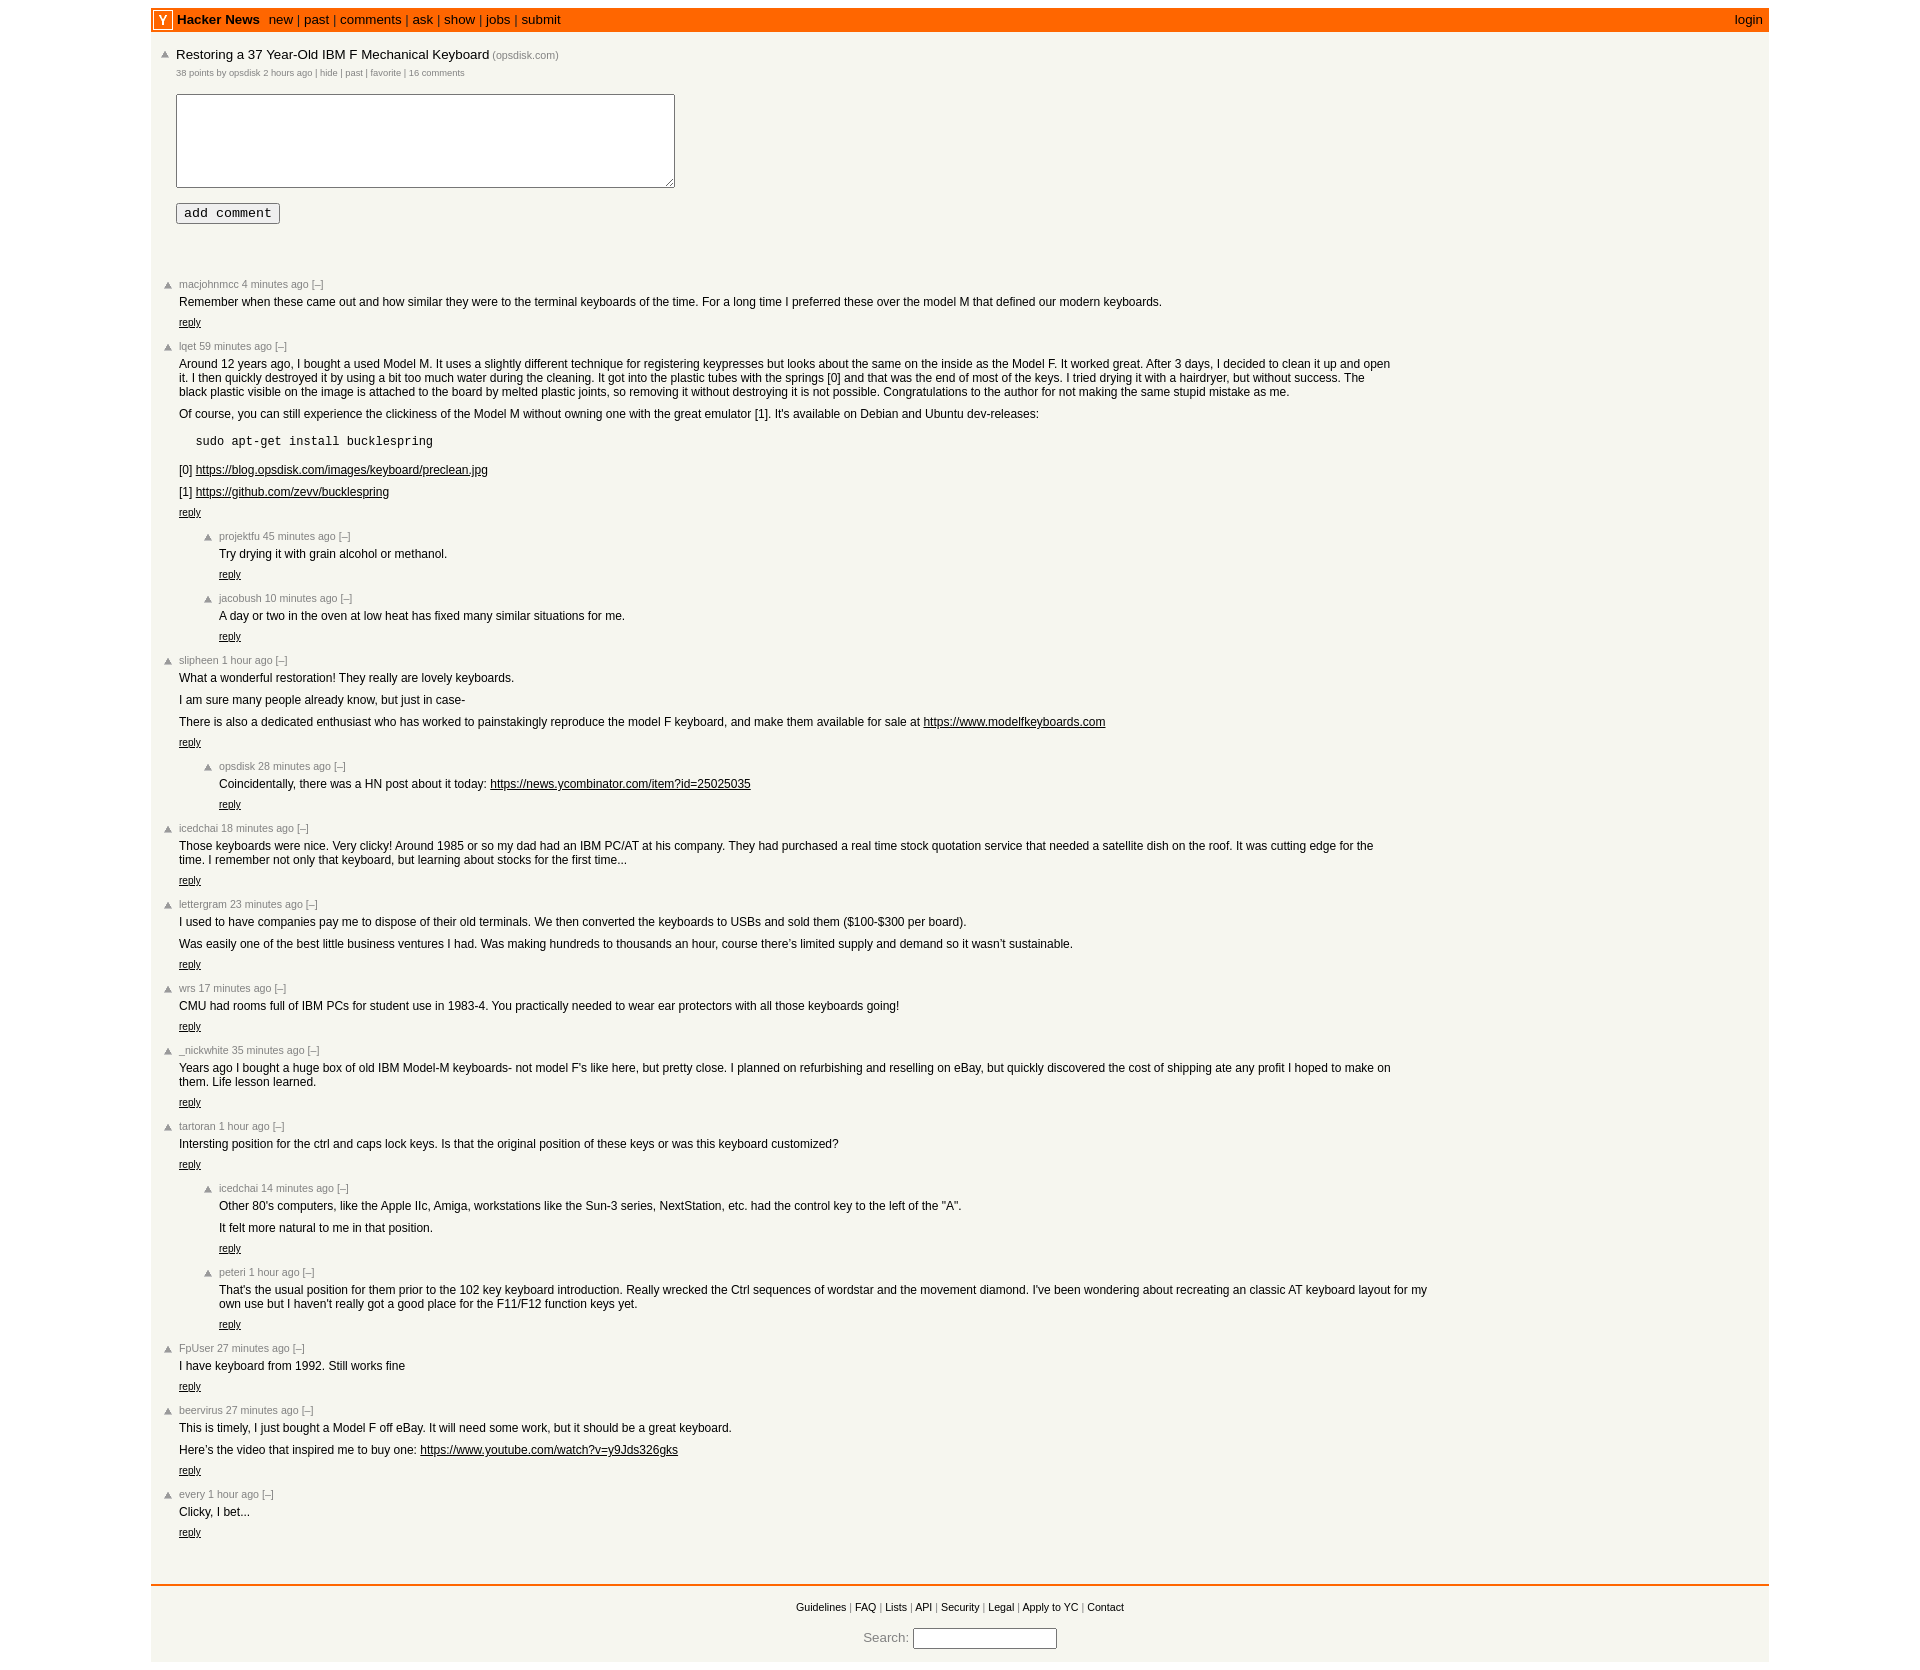 Y Hacker News new | past | comments | ask | show | jobs | submit login
Restoring a 37 Year-Old IBM F Mechanical Keyboard (opsdisk.com)
38 points by opsdisk 2 hours ago | hide | past | favorite | 16 comments
add comment
macjohnmcc 4 minutes ago [–]
Remember when these came out and how similar they were to the terminal keyboards of the time. For a long time I preferred these over the model M that defined our modern keyboards.
reply
lqet 59 minutes ago [–]
Around 12 years ago, I bought a used Model M. It uses a slightly different technique for registering keypresses but looks about the same on the inside as the Model F. It worked great. After 3 days, I decided to clean it up and open
it. I then quickly destroyed it by using a bit too much water during the cleaning. It got into the plastic tubes with the springs [0] and that was the end of most of the keys. I tried drying it with a hairdryer, but without success. The
black plastic visible on the image is attached to the board by melted plastic joints, so removing it without destroying it is not possible. Congratulations to the author for not making the same stupid mistake as me.
Of course, you can still experience the clickiness of the Model M without owning one with the great emulator [1]. It's available on Debian and Ubuntu dev-releases:
sudo apt-get install bucklespring
[0] https://blog.opsdisk.com/images/keyboard/preclean.jpg
[1] https://github.com/zevv/bucklespring
reply
projektfu 45 minutes ago [–]
Try drying it with grain alcohol or methanol.
reply
jacobush 10 minutes ago [–]
A day or two in the oven at low heat has fixed many similar situations for me.
reply
slipheen 1 hour ago [–]
What a wonderful restoration! They really are lovely keyboards.
I am sure many people already know, but just in case-
There is also a dedicated enthusiast who has worked to painstakingly reproduce the model F keyboard, and make them available for sale at https://www.modelfkeyboards.com
reply
opsdisk 28 minutes ago [–]
Coincidentally, there was a HN post about it today: https://news.ycombinator.com/item?id=25025035
reply
icedchai 18 minutes ago [–]
Those keyboards were nice. Very clicky! Around 1985 or so my dad had an IBM PC/AT at his company. They had purchased a real time stock quotation service that needed a satellite dish on the roof. It was cutting edge for the
time. I remember not only that keyboard, but learning about stocks for the first time...
reply
lettergram 23 minutes ago [–]
I used to have companies pay me to dispose of their old terminals. We then converted the keyboards to USBs and sold them ($100-$300 per board).
Was easily one of the best little business ventures I had. Was making hundreds to thousands an hour, course there’s limited supply and demand so it wasn’t sustainable.
reply
wrs 17 minutes ago [–]
CMU had rooms full of IBM PCs for student use in 1983-4. You practically needed to wear ear protectors with all those keyboards going!
reply
_nickwhite 35 minutes ago [–]
Years ago I bought a huge box of old IBM Model-M keyboards- not model F's like here, but pretty close. I planned on refurbishing and reselling on eBay, but quickly discovered the cost of shipping ate any profit I hoped to make on
them. Life lesson learned.
reply
tartoran 1 hour ago [–]
Intersting position for the ctrl and caps lock keys. Is that the original position of these keys or was this keyboard customized?
reply
icedchai 14 minutes ago [–]
Other 80's computers, like the Apple IIc, Amiga, workstations like the Sun-3 series, NextStation, etc. had the control key to the left of the "A".
It felt more natural to me in that position.
reply
peteri 1 hour ago [–]
That's the usual position for them prior to the 102 key keyboard introduction. Really wrecked the Ctrl sequences of wordstar and the movement diamond. I've been wondering about recreating an classic AT keyboard layout for my
own use but I haven't really got a good place for the F11/F12 function keys yet.
reply
FpUser 27 minutes ago [–]
I have keyboard from 1992. Still works fine
reply
beervirus 27 minutes ago [–]
This is timely, I just bought a Model F off eBay. It will need some work, but it should be a great keyboard.
Here’s the video that inspired me to buy one: https://www.youtube.com/watch?v=y9Jds326gks
reply
every 1 hour ago [–]
Clicky, I bet...
reply
Guidelines | FAQ | Lists | API | Security | Legal | Apply to YC | Contact
Search: